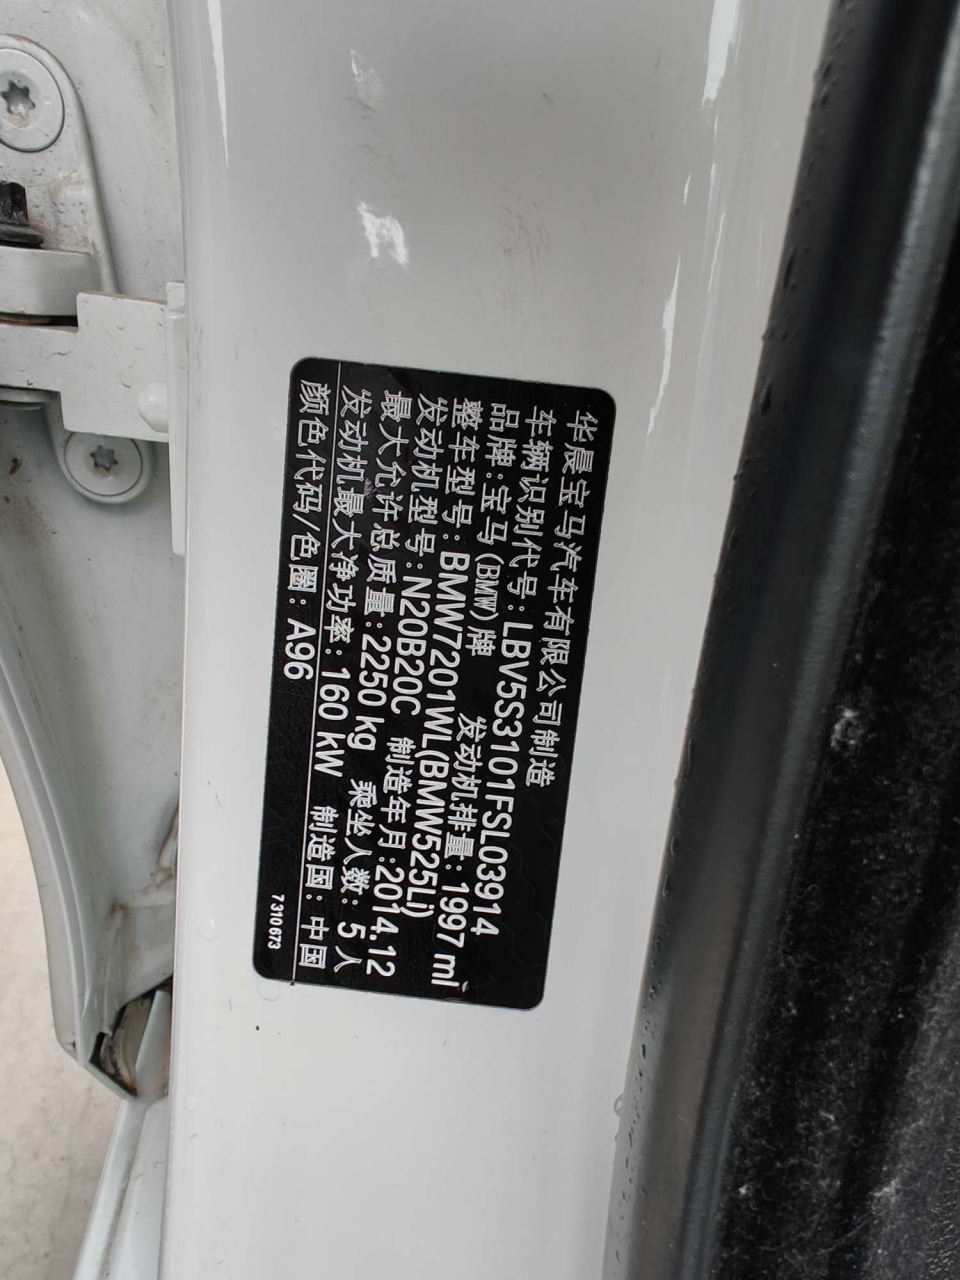 华晨宝马汽车有限公司制造
车辆识别代号：LBV5S3101FSL03914
品牌：宝马(BMW)牌 发动机排量：1997 ml
整车型号：BMW7201WL(BMW525Li)
发动机型号：N20B20C 制造年月：2014.12
最大允许总质量：2250 kg 乘坐人数：5人
发动机最大净功率：160 kW 制造国：中国
颜色代码/色圈：A96
7310673